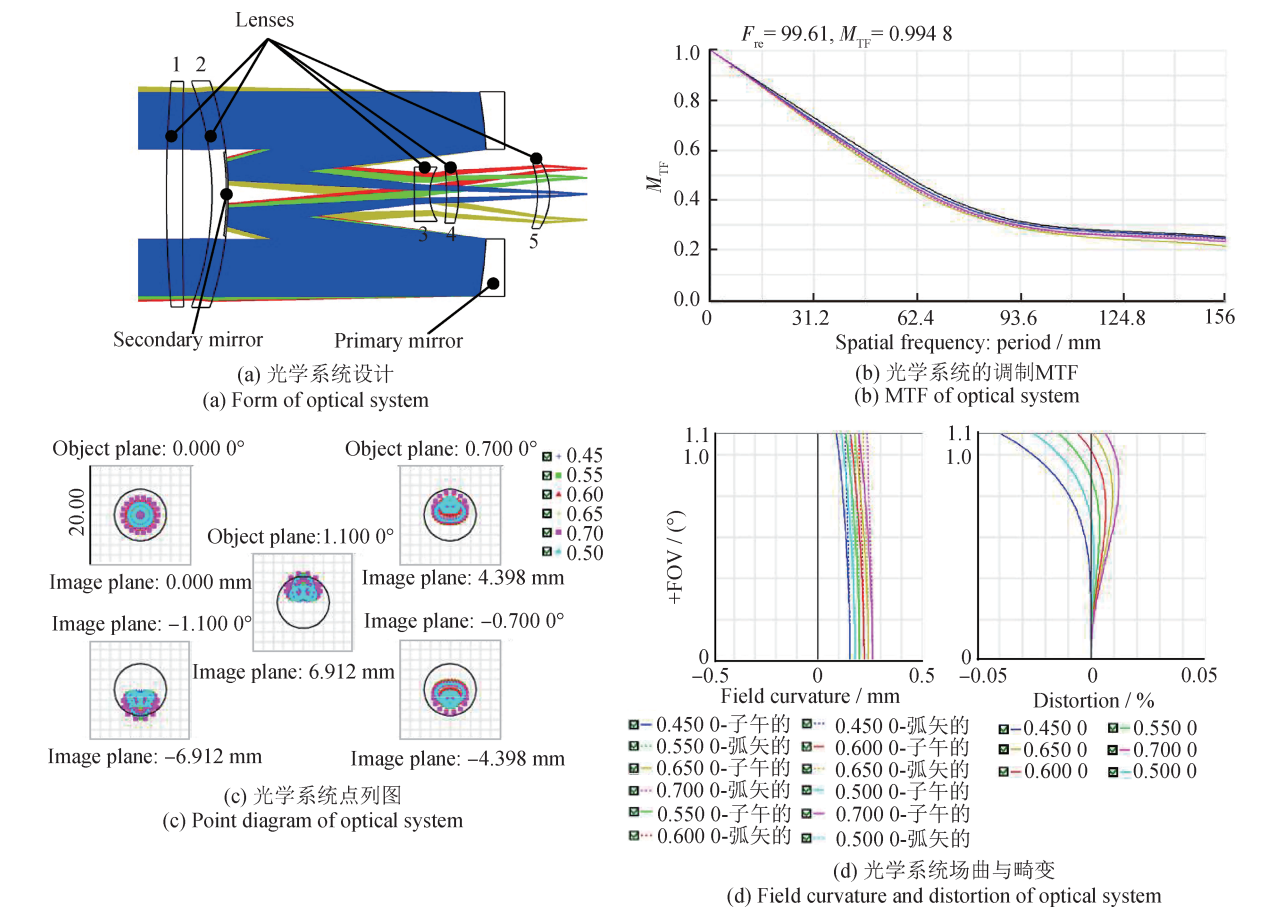 Lenses
1 2
3 4 5
Secondary mirror
Primary mirror
(a) 光学系统设计
(a) Form of optical system
F_re = 99.61, M_TF = 0.994 8
1.0
0.8
0.6
0.4
0.2
0.0
M_TF
0 31.2 62.4 93.6 124.8 156
Spatial frequency: period / mm
(b) 光学系统的调制MTF
(b) MTF of optical system
Object plane: 0.000 0°
20.00
Image plane: 0.000 mm
Object plane: 0.700 0°
Image plane: 4.398 mm
Object plane:1.100 0°
Image plane: 6.912 mm
Image plane: −1.100 0°
Image plane: −6.912 mm
Image plane: −0.700 0°
Image plane: −4.398 mm
0.45
0.55
0.60
0.65
0.70
0.50
(c) 光学系统点列图
(c) Point diagram of optical system
1.1
1.0
0
+FOV / (°)
−0.5 0 0.5
Field curvature / mm
1.1
1.0
0
−0.05 0 0.05
Distortion / %
0.450 0-子午的
0.550 0-弧矢的
0.650 0-子午的
0.700 0-弧矢的
0.550 0-子午的
0.600 0-弧矢的
0.450 0-弧矢的
0.600 0-子午的
0.650 0-弧矢的
0.500 0-子午的
0.700 0-子午的
0.500 0-弧矢的
0.450 0
0.650 0
0.600 0
0.550 0
0.700 0
0.500 0
(d) 光学系统场曲与畸变
(d) Field curvature and distortion of optical system